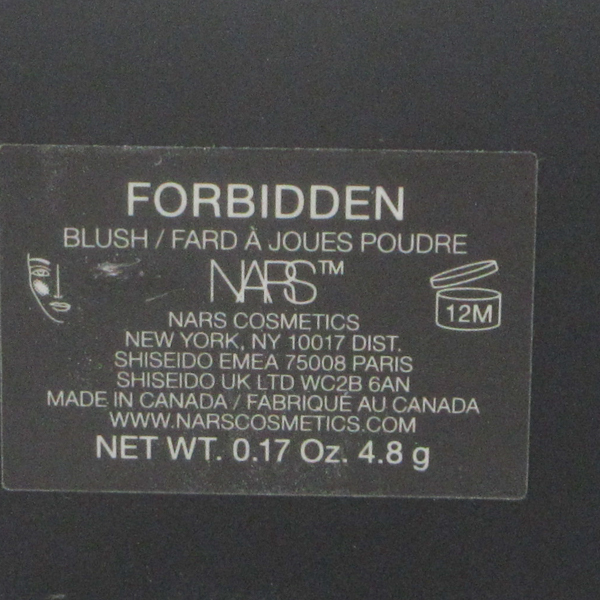 FORBIDDEN
BLUSH / FARD À JOUES POUDRE
NARS™
12M
NARS COSMETICS
NEW YORK, NY 10017 DIST.
SHISEIDO EMEA 75008 PARIS
SHISEIDO UK LTD WC2B 6AN
MADE IN CANADA / FABRIQUÉ AU CANADA
WWW.NARSCOSMETICS.COM
NET WT. 0.17 Oz. 4.8 g